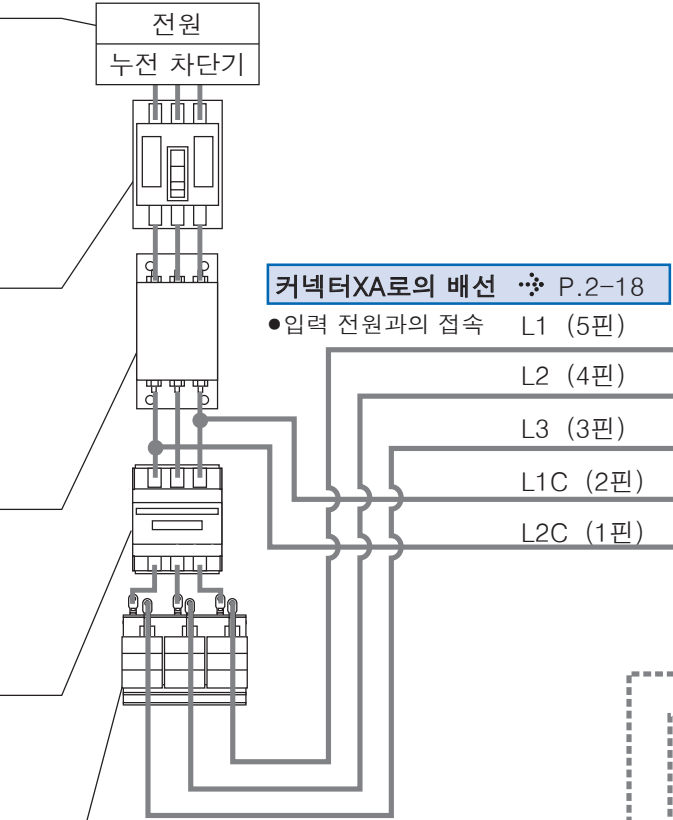 전원
누전 차단기
커넥터XA로의 배선 P.2-18
●입력 전원과의 접속 L1 (5핀)
L2 (4핀)
L3 (3핀)
L1C (2핀)
L2C (1핀)